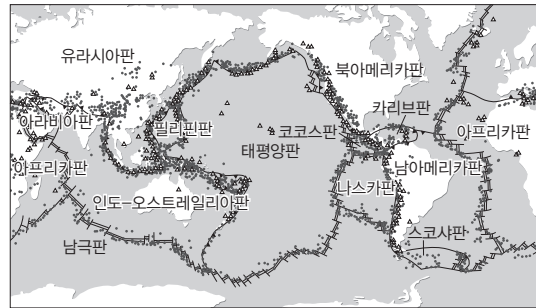 유라시아판
북아메리카판
카리브판
아라비아판
필리핀판
코코스판
아프리카판
태평양판
아프리카판
나스카판
남아메리카판
인도-오스트레일리아판
남극판
스코샤판